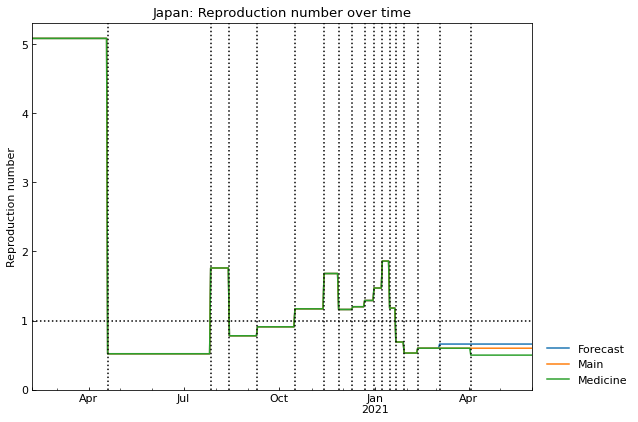 Japan: Reproduction number over time
Reproduction number
5
4
3
2
1
0
Apr
Jul
Oct
Jan
2021
Apr
Forecast
Main
Medicine